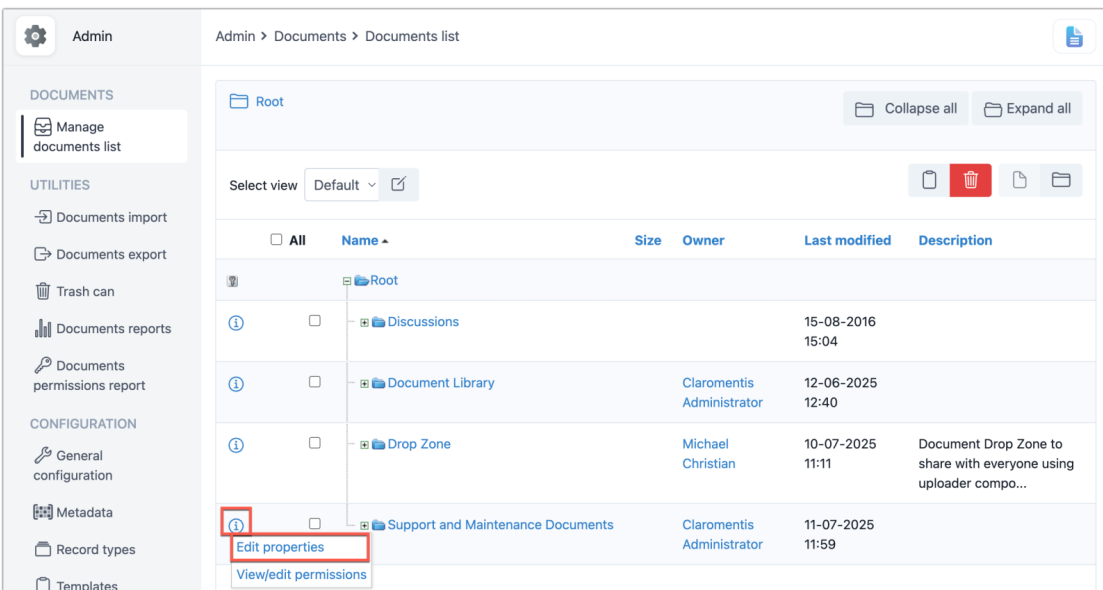 Admin
Admin > Documents > Documents list
DOCUMENTS
Manage
documents list
UTILITIES
Documents import
Documents export
Trash can
Documents reports
Documents
permissions report
CONFIGURATION
General
configuration
Metadata
Record types
Templates
Root
Collapse all
Expand all
Select view
Default
All
Name
Size
Owner
Last modified
Description
Root
Discussions
15-08-2016
15:04
Document Library
Claromentis
Administrator
12-06-2025
12:40
Drop Zone
Michael
Christian
10-07-2025
11:11
Document Drop Zone to
share with everyone using
uploader compo...
Support and Maintenance Documents
Claromentis
Administrator
11-07-2025
11:59
Edit properties
View/edit permissions